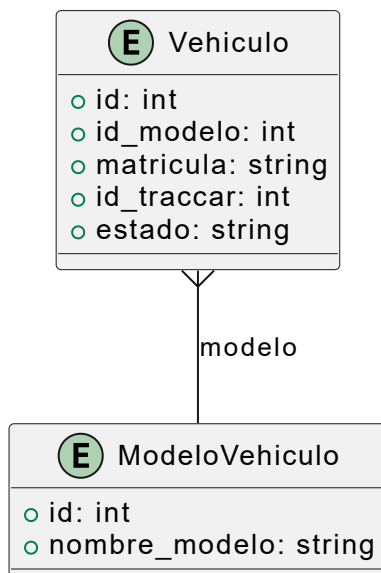 E Vehiculo
id: int
id_modelo: int
matricula: string
id_traccar: int
estado: string
modelo
E ModeloVehiculo
id: int
nombre_modelo: string